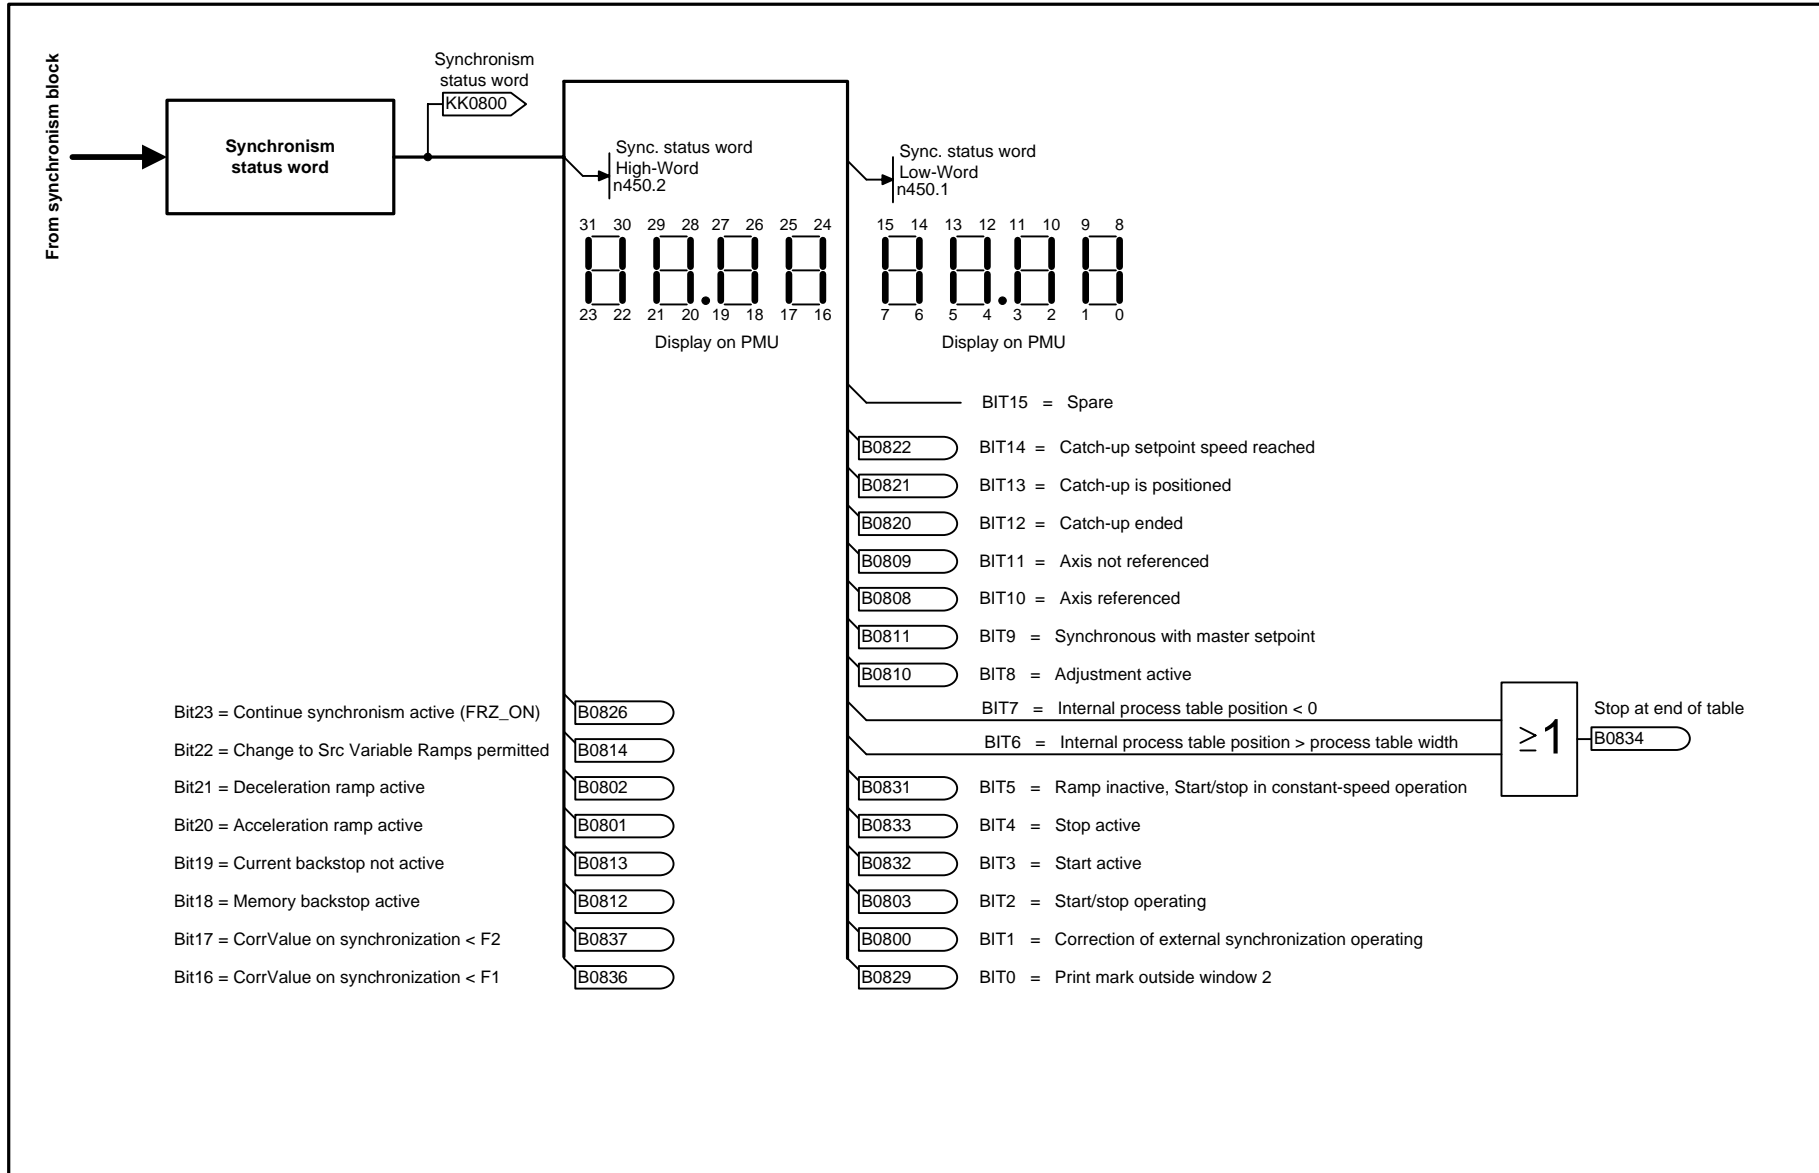 From synchronism block
Synchronism
status word
Synchronism
status word
KK0800
Sync. status word
High-Word
n450.2
Sync. status word
Low-Word
n450.1
31 30 29 28 27 26 25 24
23 22 21 20 19 18 17 16
Display on PMU
15 14 13 12 11 10 9 8
7 6 5 4 3 2 1 0
Display on PMU
BIT15 = Spare
B0822 BIT14 = Catch-up setpoint speed reached
B0821 BIT13 = Catch-up is positioned
B0820 BIT12 = Catch-up ended
B0809 BIT11 = Axis not referenced
B0808 BIT10 = Axis referenced
B0811 BIT9 = Synchronous with master setpoint
B0810 BIT8 = Adjustment active
BIT7 = Internal process table position < 0
BIT6 = Internal process table position > process table width
≥1
Stop at end of table
B0834
B0831 BIT5 = Ramp inactive, Start/stop in constant-speed operation
B0833 BIT4 = Stop active
B0832 BIT3 = Start active
B0803 BIT2 = Start/stop operating
B0800 BIT1 = Correction of external synchronization operating
B0829 BIT0 = Print mark outside window 2
Bit23 = Continue synchronism active (FRZ_ON) B0826
Bit22 = Change to Src Variable Ramps permitted B0814
Bit21 = Deceleration ramp active B0802
Bit20 = Acceleration ramp active B0801
Bit19 = Current backstop not active B0813
Bit18 = Memory backstop active B0812
Bit17 = CorrValue on synchronization < F2 B0837
Bit16 = CorrValue on synchronization < F1 B0836